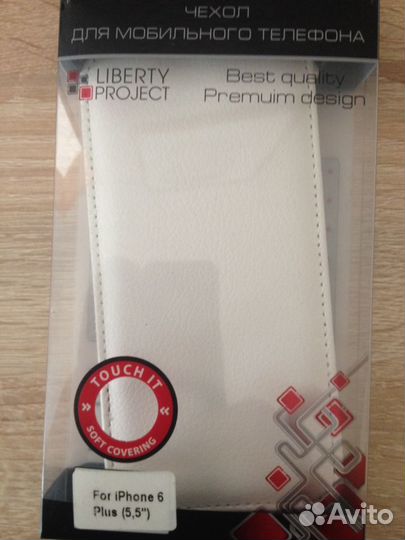 ЧЕХОЛ
ДЛЯ МОБИЛЬНОГО ТЕЛЕФОНА
LIBERTY
PROJECT
Best quality
Premuim design
TOUCH IT
SOFT COVERING
For iPhone 6
Plus (5,5")
Avito